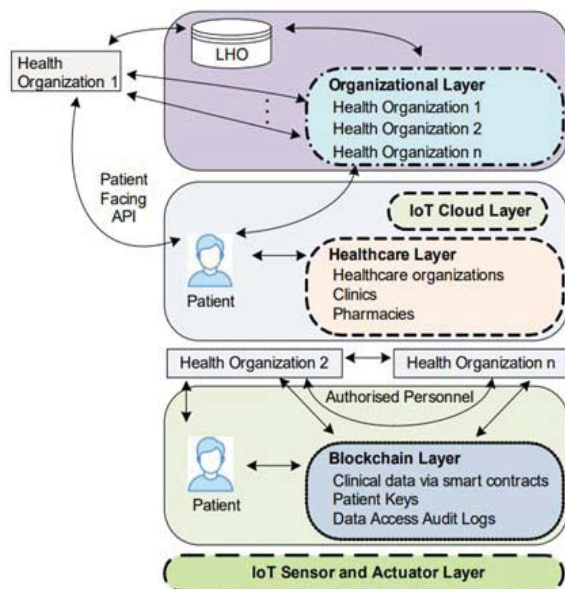 LHO
Health
Organization 1
Organizational Layer
Health Organization 1
Health Organization 2
Health Organization n
Patient
Facing
API
IoT Cloud Layer
Healthcare Layer
Healthcare organizations
Clinics
Pharmacies
Patient
Health Organization 2
Health Organization n
Authorised Personnel
Blockchain Layer
Clinical data via smart contracts
Patient Keys
Data Access Audit Logs
Patient
IoT Sensor and Actuator Layer